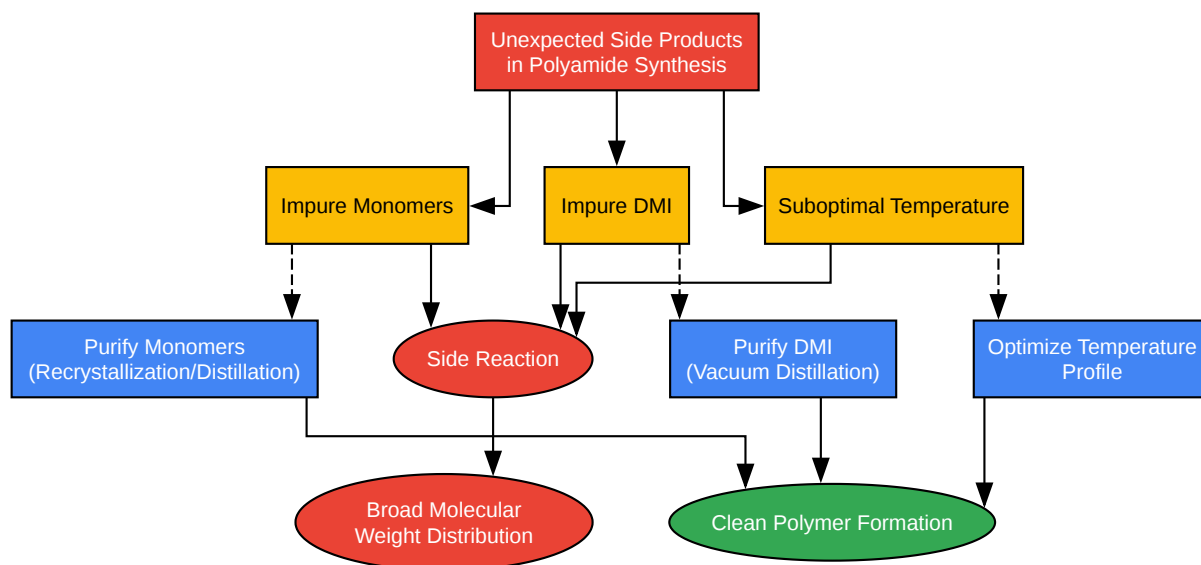 Unexpected Side Products
in Polyamide Synthesis
Impure Monomers
Impure DMI
Suboptimal Temperature
Purify Monomers
(Recrystallization/Distillation)
Side Reaction
Purify DMI
(Vacuum Distillation)
Optimize Temperature
Profile
Broad Molecular
Weight Distribution
Clean Polymer Formation